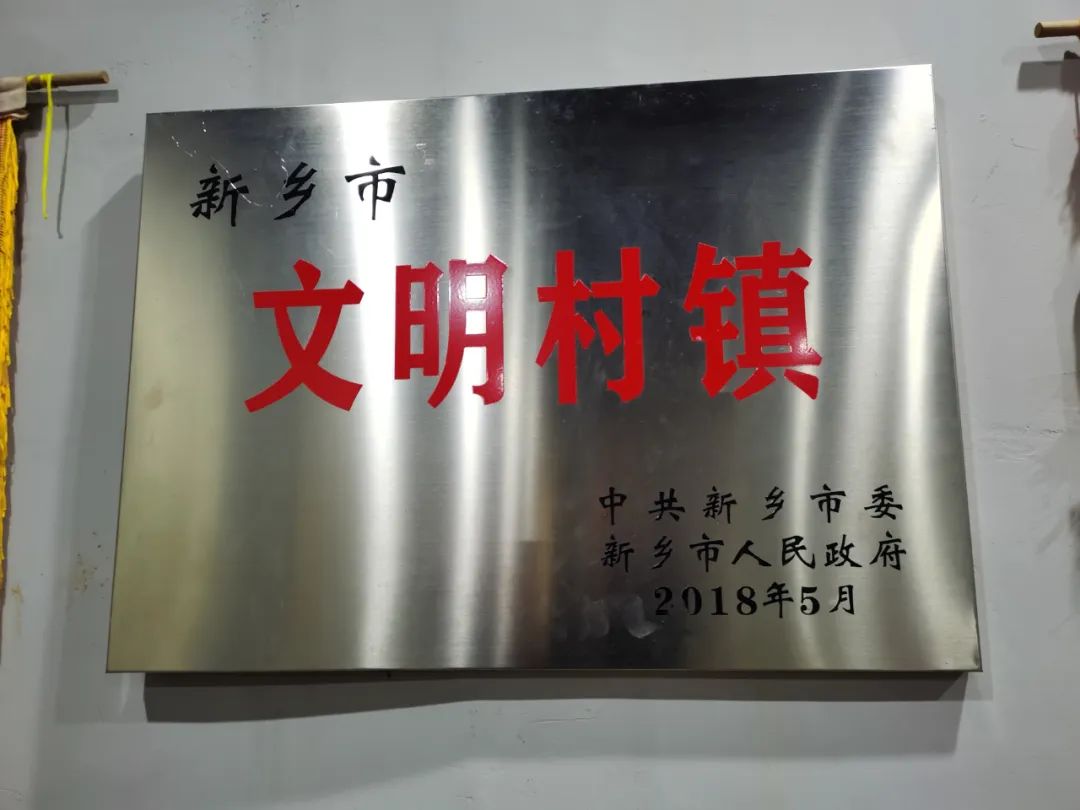 新乡市
文明村镇
中共新乡市委
新乡市人民政府
2018年5月